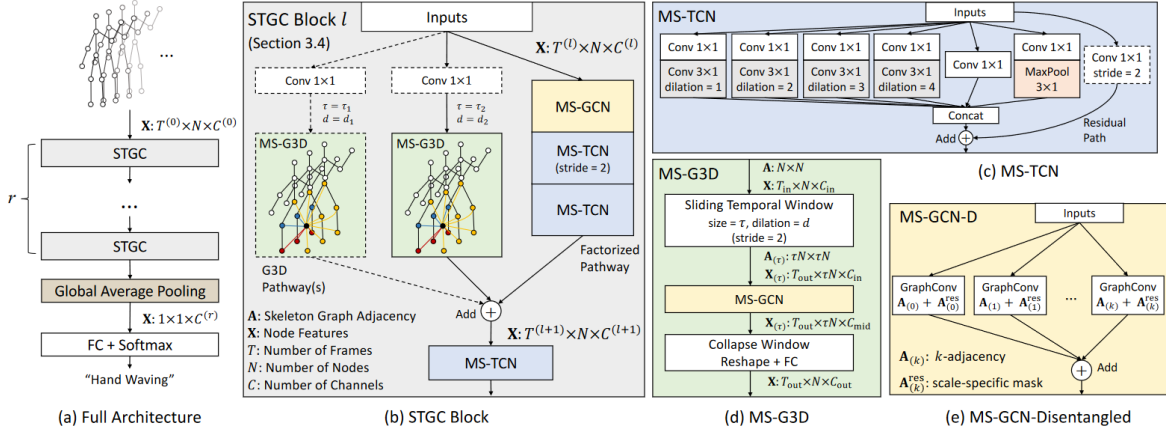 ...
X: T^(0)×N×C^(0)
STGC
r
...
STGC
Global Average Pooling
X: 1×1×C^(r)
FC + Softmax
“Hand Waving”
(a) Full Architecture
STGC Block l
(Section 3.4)
Inputs
X: T^(l)×N×C^(l)
Conv 1×1
Conv 1×1
τ = τ₁
d = d₁
τ = τ₂
d = d₂
MS-G3D
MS-G3D
MS-GCN
MS-TCN
(stride = 2)
MS-TCN
G3D
Pathway(s)
Factorized
Pathway
Add
A: Skeleton Graph Adjacency
X: Node Features
T: Number of Frames
N: Number of Nodes
C: Number of Channels
X: T^(l+1)×N×C^(l+1)
MS-TCN
(b) STGC Block
MS-TCN
Inputs
Conv 1×1
Conv 3×1
dilation = 1
Conv 1×1
Conv 3×1
dilation = 2
Conv 1×1
Conv 3×1
dilation = 3
Conv 1×1
Conv 3×1
dilation = 4
Conv 1×1
Conv 1×1
MaxPool
3×1
Conv 1×1
stride = 2
Concat
Add
Residual
Path
(c) MS-TCN
MS-G3D
A: N×N
X: T_in×N×C_in
Sliding Temporal Window
size = τ, dilation = d
(stride = 2)
A_(τ): τN×τN
X_(τ): T_out×τN×C_in
MS-GCN
X_(τ): T_out×τN×C_mid
Collapse Window
Reshape + FC
X: T_out×N×C_out
(d) MS-G3D
MS-GCN-D
Inputs
GraphConv
A_(0) + A_(0)^res
GraphConv
A_(1) + A_(1)^res
...
GraphConv
A_(k) + A_(k)^res
A_(k): k-adjacency
A_(k)^res: scale-specific mask
Add
(e) MS-GCN-Disentangled